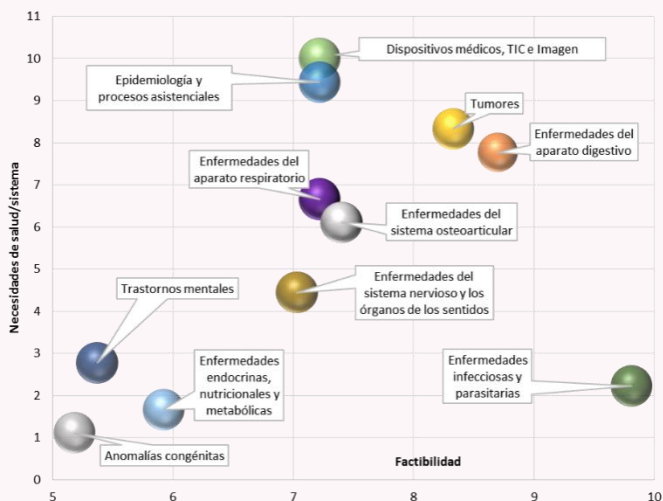 11
10
9
8
7
6
5
4
3
2
1
0
Necesidades de salud/sistema
Dispositivos médicos, TIC e Imagen
Epidemiología y
procesos asistenciales
Tumores
Enfermedades del
aparato digestivo
Enfermedades del
aparato respiratorio
Enfermedades del
sistema osteoarticular
Enfermedades del
sistema nervioso y los
órganos de los sentidos
Trastornos mentales
Enfermedades
endocrinas,
nutricionales y
metabólicas
Enfermedades
infecciosas y
parasitarias
Anomalías congénitas
Factibilidad
5 6 7 8 9 10